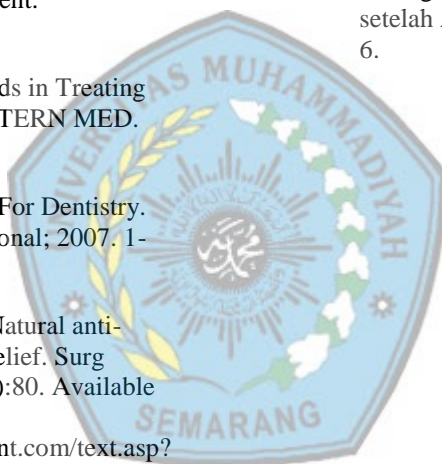 ent.
ds in Treating
TERN MED.
For Dentistry.
onal; 2007. 1-
Natural anti-
elief. Surg
):80. Available
nt.com/text.asp?
setelah
6.
UNIVERSITAS MUHAMMADIYAH
SEMARANG